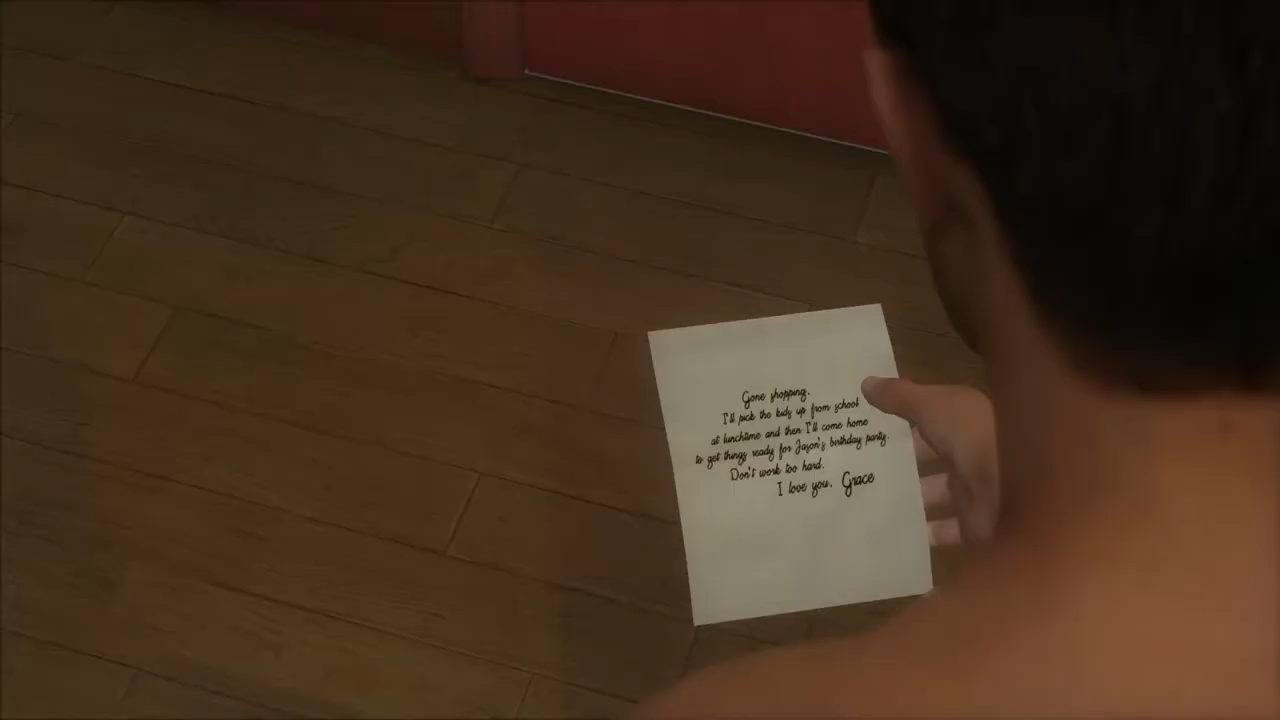 Gone shopping.
I'll pick the kids up from school
at lunchtime and then I'll come home
to get things ready for Jason's birthday party.
Don't work too hard.
I love you. Grace